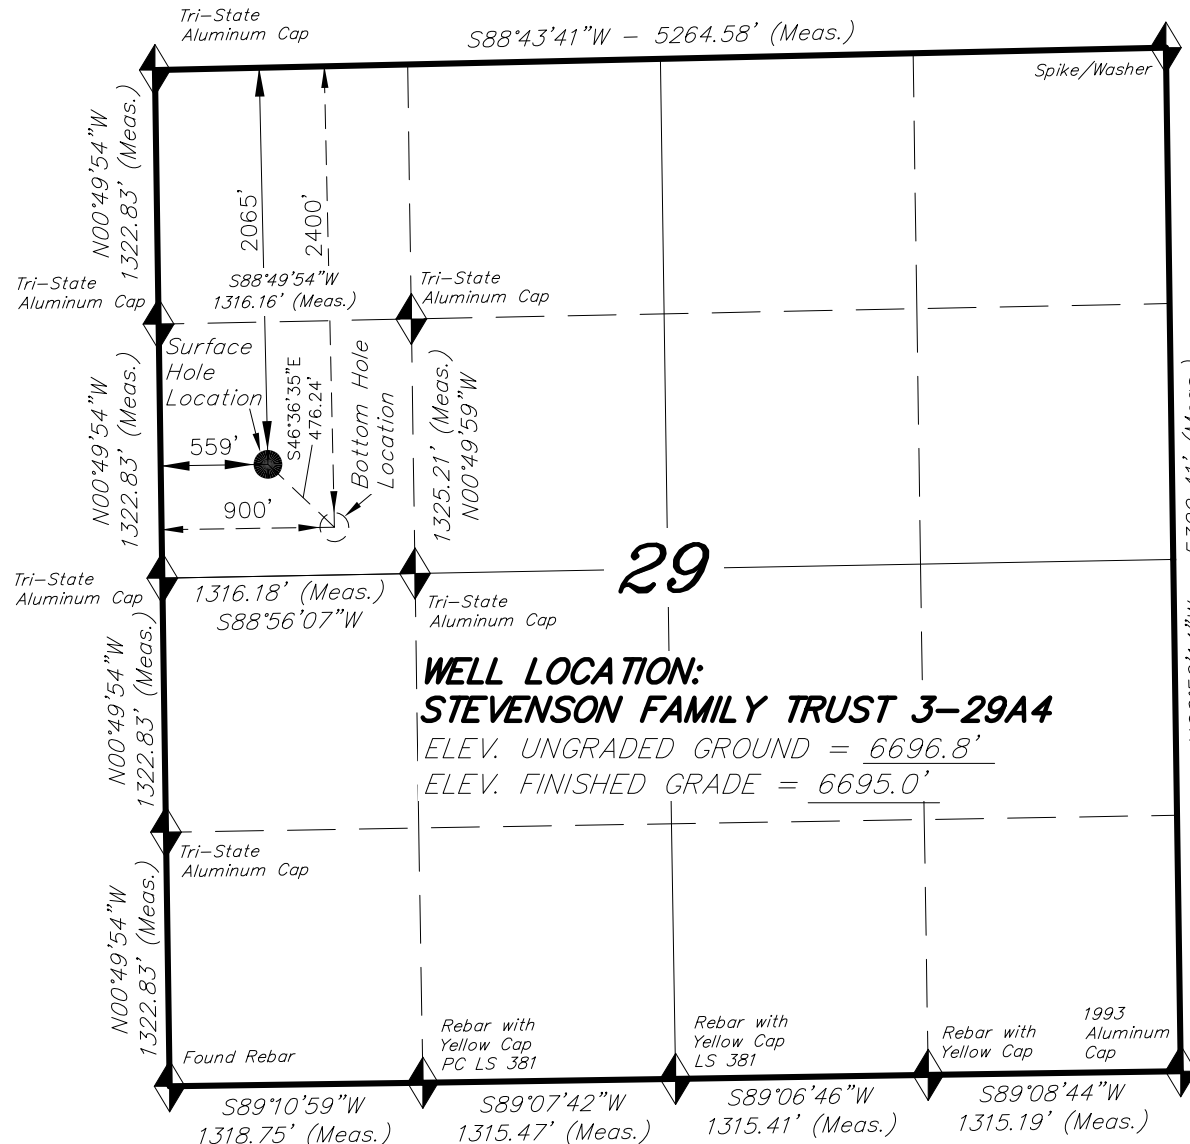 Tri-State
Aluminum Cap
S88°43'41"W - 5264.58' (Meas.)
Spike/Washer
N00°49'54"W
1322.83' (Meas.)
2065'
2400'
S88°49'54"W
1316.16' (Meas.)
Tri-State
Aluminum Cap
Tri-State
Aluminum Cap
Surface
Hole
Location
S46°36'35"E
476.24'
Bottom Hole
Location
N00°49'54"W
1322.83' (Meas.)
1325.21' (Meas.)
N00°49'59"W
559'
900'
29
Tri-State
Aluminum Cap
1316.18' (Meas.)
S88°56'07"W
Tri-State
Aluminum Cap
WELL LOCATION:
STEVENSON FAMILY TRUST 3-29A4
ELEV. UNGRADED GROUND = 6696.8'
ELEV. FINISHED GRADE = 6695.0'
N00°49'54"W
1322.83' (Meas.)
Tri-State
Aluminum Cap
N00°49'54"W
1322.83' (Meas.)
Found Rebar
Rebar with
Yellow Cap
PC LS 381
Rebar with
Yellow Cap
LS 381
Rebar with
Yellow Cap
1993
Aluminum
Cap
S89°10'59"W
1318.75' (Meas.)
S89°07'42"W
1315.47' (Meas.)
S89°06'46"W
1315.41' (Meas.)
S89°08'44"W
1315.19' (Meas.)